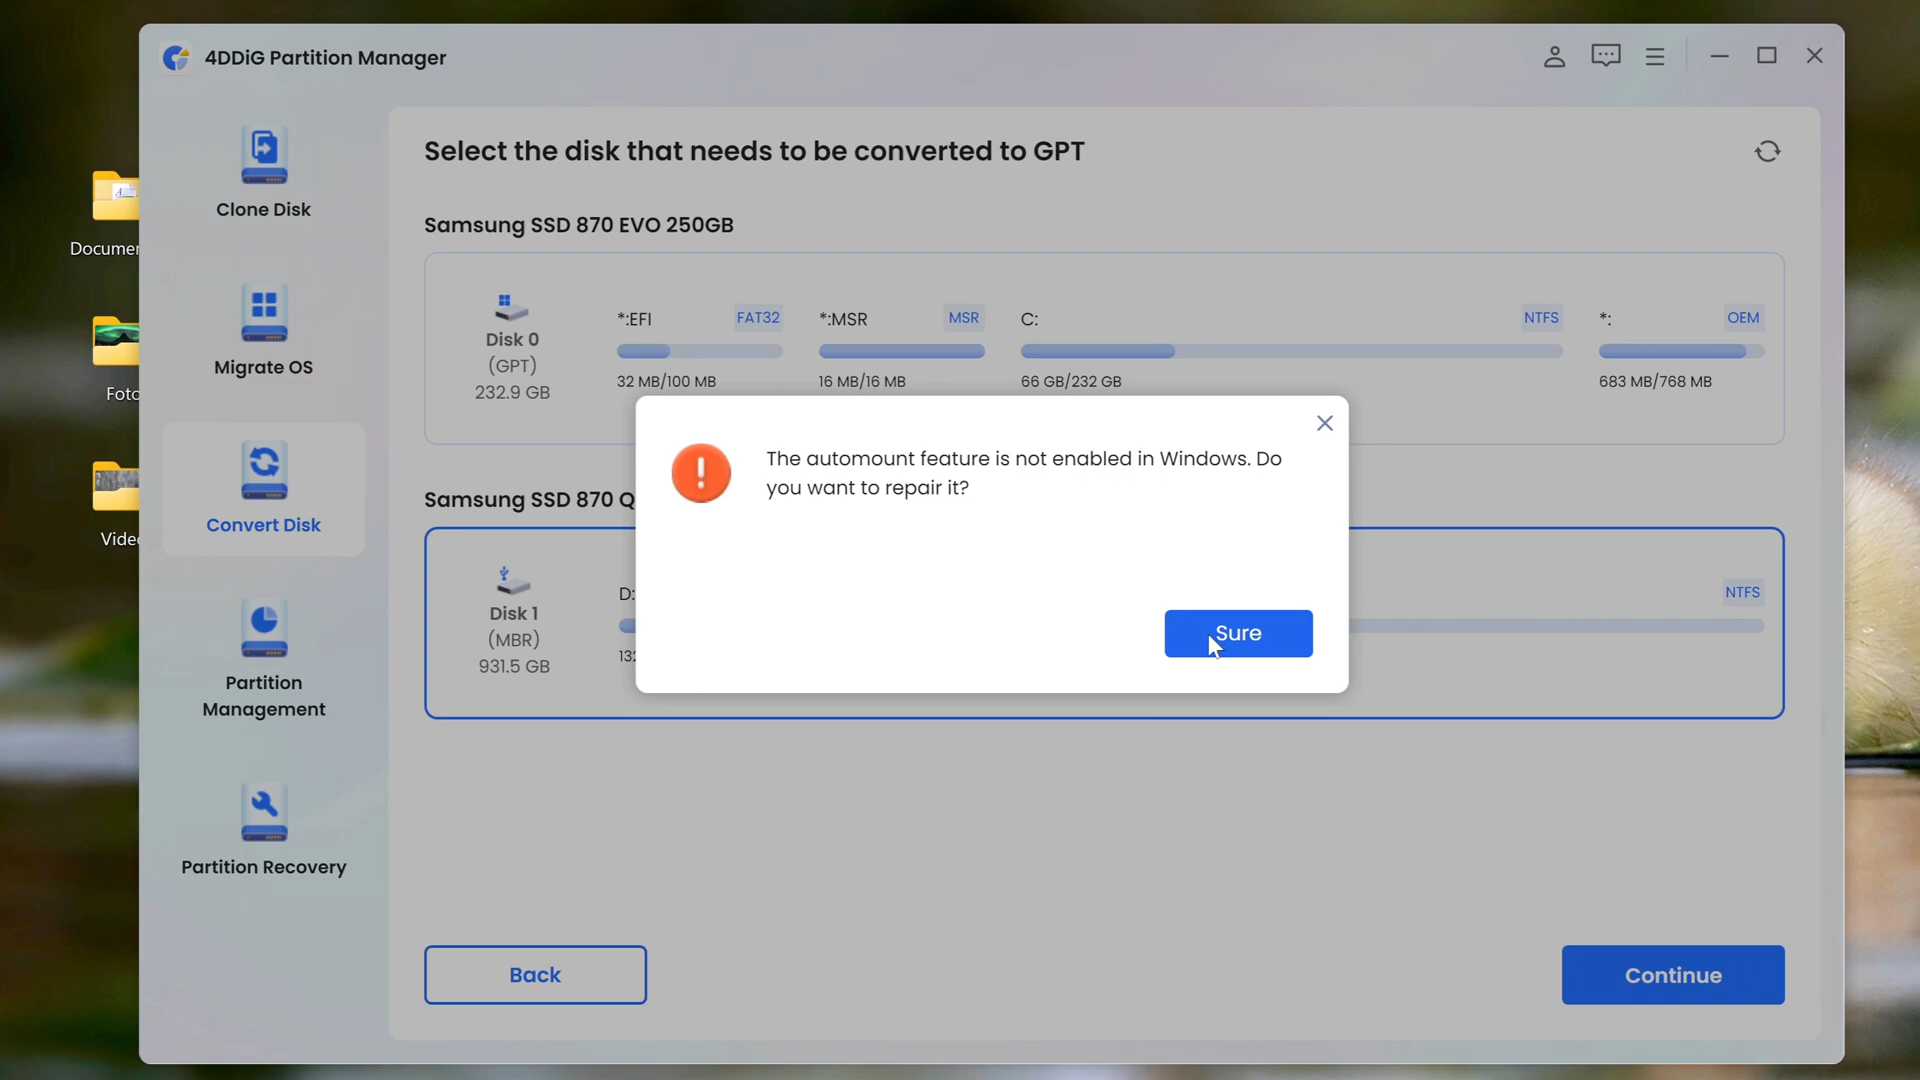 4DDiG Partition Manager
Clone Disk
Migrate OS
Convert Disk
Partition
Management
Partition Recovery
Select the disk that needs to be converted to GPT
Samsung SSD 870 EVO 250GB
Disk 0
(GPT)
232.9 GB
*:EFI FAT32
32 MB/100 MB
*:MSR MSR
16 MB/16 MB
C: NTFS
66 GB/232 GB
*: OEM
683 MB/768 MB
Samsung SSD 870 Q
Disk 1
(MBR)
931.5 GB
D: NTFS
132
The automount feature is not enabled in Windows. Do
you want to repair it?
Sure
Back
Continue
Documen
Foto
Vide